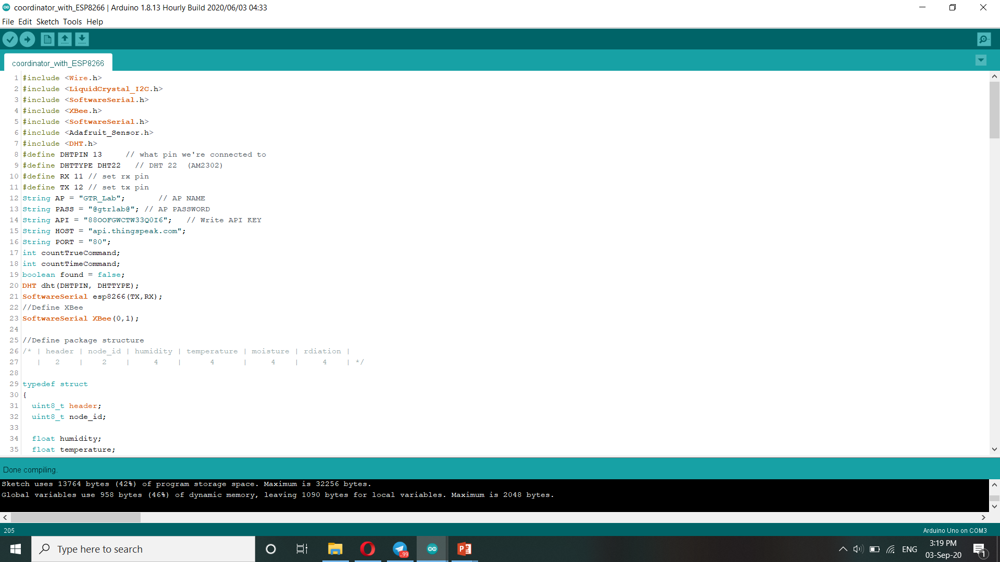 coordinator_with_ESP8266 | Arduino 1.8.13 Hourly Build 2020/06/03 04:33
File Edit Sketch Tools Help
coordinator_with_ESP8266
1 #include <Wire.h>
2 #include <LiquidCrystal_I2C.h>
3 #include <SoftwareSerial.h>
4 #include <XBee.h>
5 #include <SoftwareSerial.h>
6 #include <Adafruit_Sensor.h>
7 #include <DHT.h>
8 #define DHTPIN 13     // what pin we're connected to
9 #define DHTTYPE DHT22   // DHT 22  (AM2302)
10 #define RX 11 // set rx pin
11 #define TX 12 // set tx pin
12 String AP = "GTR_Lab";       // AP NAME
13 String PASS = "@gtrlab@"; // AP PASSWORD
14 String API = "88OOFGWCTW33Q0I6";   // Write API KEY
15 String HOST = "api.thingspeak.com";
16 String PORT = "80";
17 int countTrueCommand;
18 int countTimeCommand;
19 boolean found = false;
20 DHT dht(DHTPIN, DHTTYPE);
21 SoftwareSerial esp8266(TX,RX);
22 //Define XBee
23 SoftwareSerial XBee(0,1);
24
25 //Define package structure
26 /* | header | node_id | humidity | temperature | moisture | rdiation |
27    |   2    |    2    |     4    |      4      |     4    |     4    | */
28
29 typedef struct
30 {
31   uint8_t header;
32   uint8_t node_id;
33
34   float humidity;
35   float temperature;
Done compiling.
Sketch uses 13764 bytes (42%) of program storage space. Maximum is 32256 bytes.
Global variables use 958 bytes (46%) of dynamic memory, leaving 1090 bytes for local variables. Maximum is 2048 bytes.
205
Arduino Uno on COM3
Type here to search
..99
ENG
3:19 PM
03-Sep-20
1